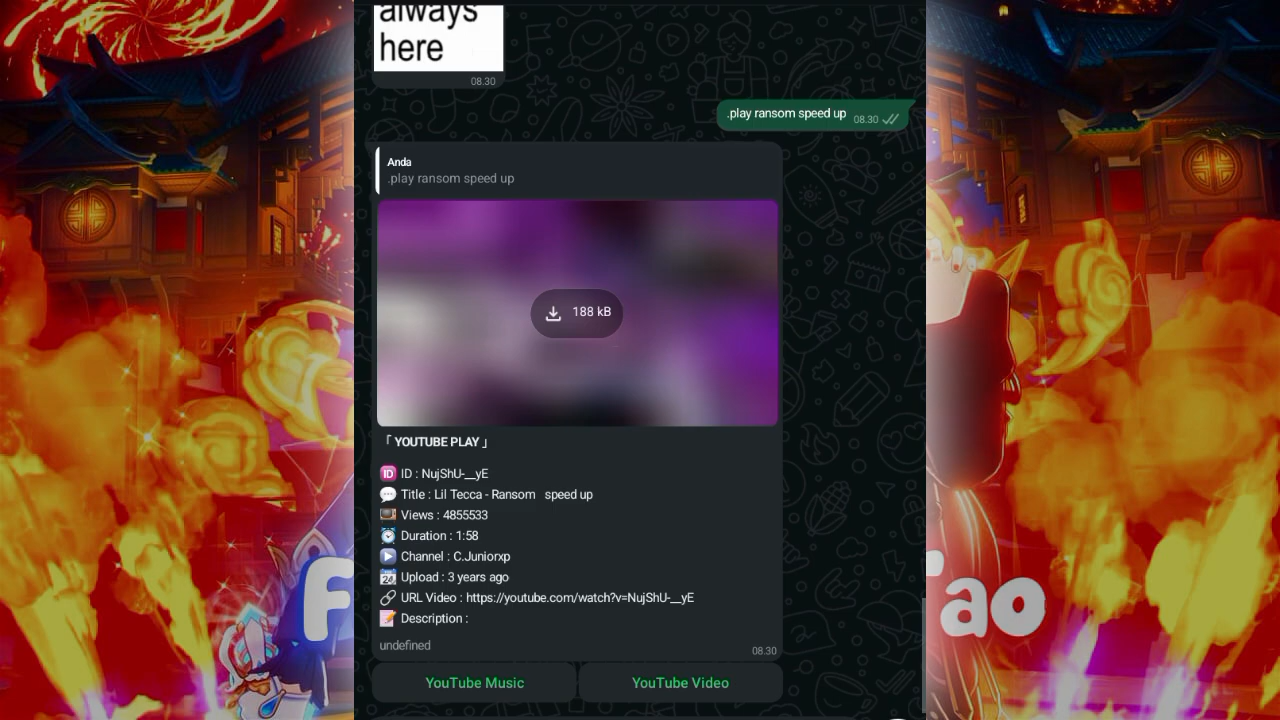 always
here
08.30
.play ransom speed up 08.30
Anda
.play ransom speed up
188 kB
「 YOUTUBE PLAY 」
ID : NujShU-__yE
Title : Lil Tecca - Ransom speed up
Views : 4855533
Duration : 1:58
Channel : C.Juniorxp
Upload : 3 years ago
URL Video : https://youtube.com/watch?v=NujShU-__yE
Description :
undefined
08.30
YouTube Music
YouTube Video
F
ao